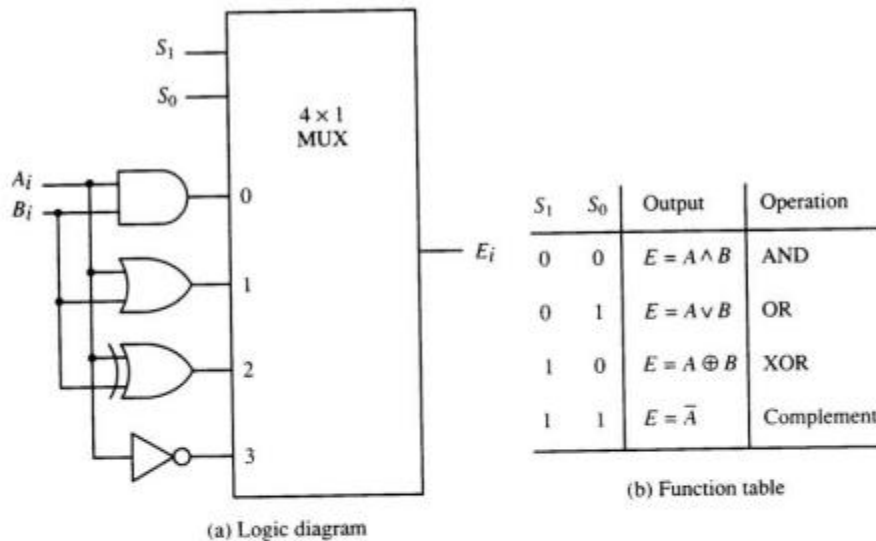 S1
S0
4 × 1
MUX
Ai
Bi
0
1
2
3
Ei
(a) Logic diagram
S1 S0 Output Operation
0 0 E = A ∧ B AND
0 1 E = A ∨ B OR
1 0 E = A ⊕ B XOR
1 1 E = A̅ Complement
(b) Function table